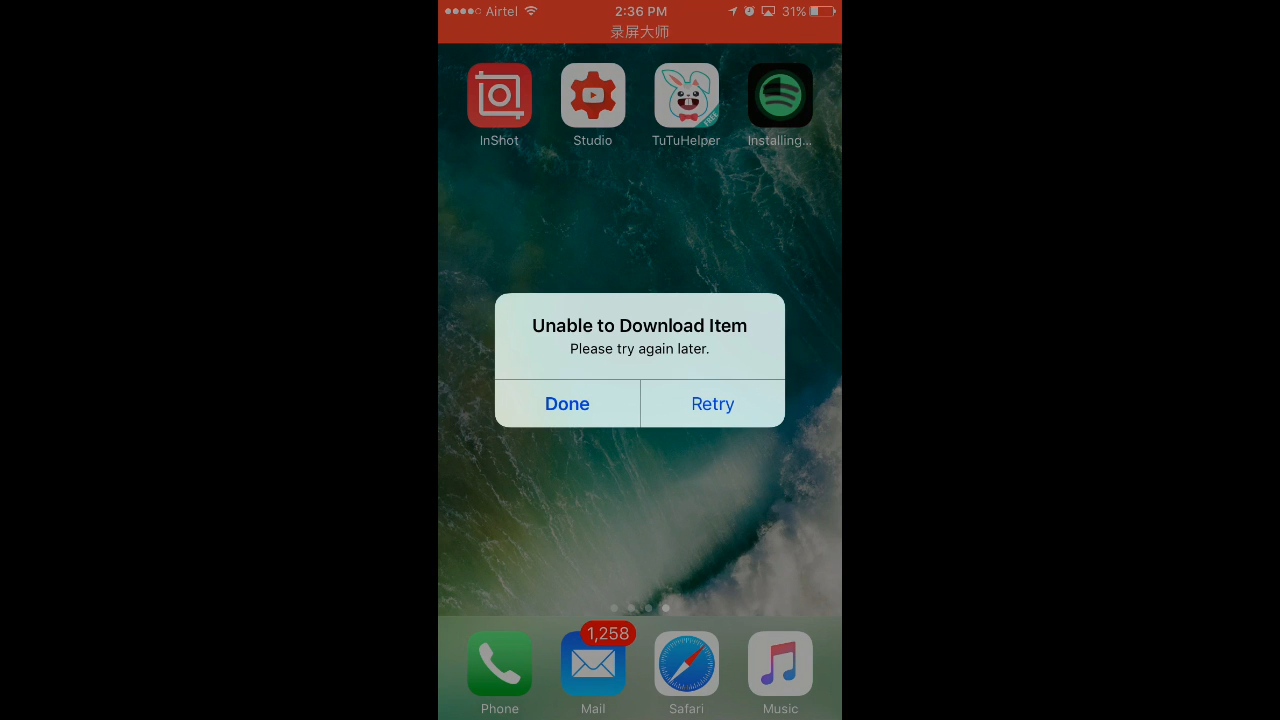 Airtel 2:36 PM 31%
录屏大师
FREE
InShot Studio TuTuHelper Installing...
Unable to Download Item
Please try again later.
Done Retry
1,258
Phone Mail Safari Music